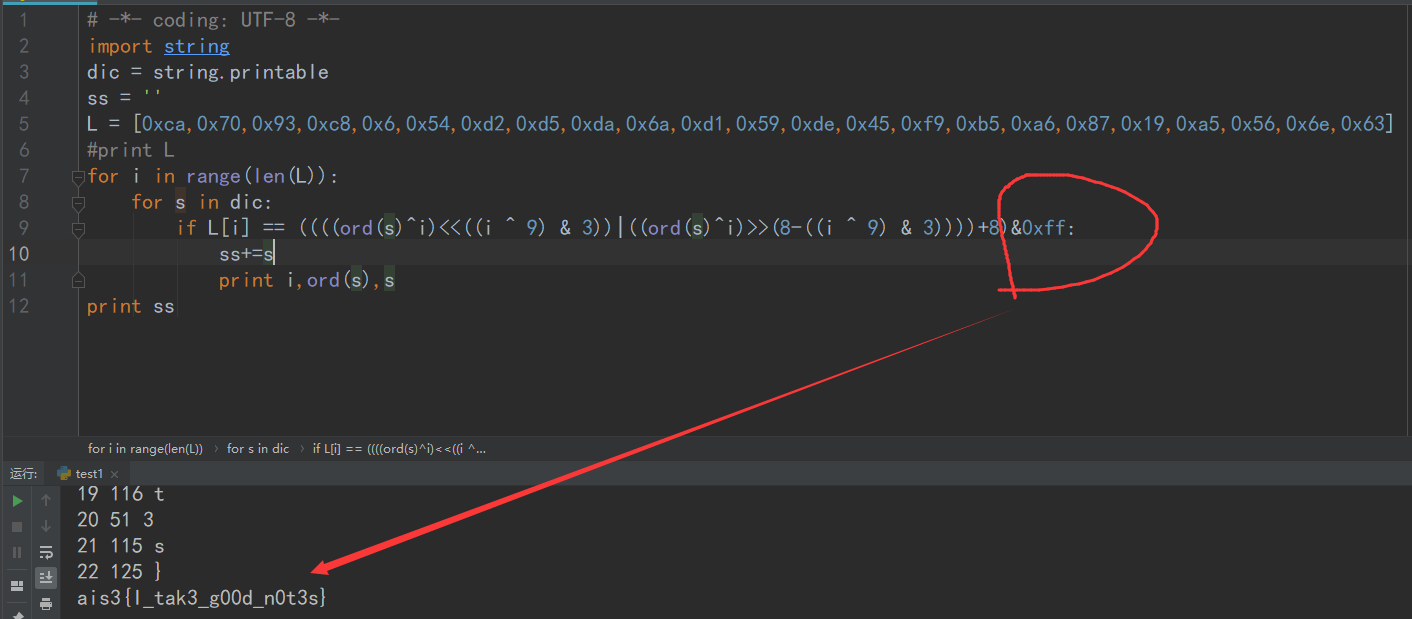 1 # -*- coding: UTF-8 -*-
2 import string
3 dic = string.printable
4 ss = ''
5 L = [0xca,0x70,0x93,0xc8,0x6,0x54,0xd2,0xd5,0xda,0x6a,0xd1,0x59,0xde,0x45,0xf9,0xb5,0xa6,0x87,0x19,0xa5,0x56,0x6e,0x63]
6 #print L
7 for i in range(len(L)):
8 for s in dic:
9 if L[i] == ((((ord(s)^i)<<((i ^ 9) & 3))|((ord(s)^i)>>(8-((i ^ 9) & 3))))+8)&0xff:
10 ss+=s
11 print i,ord(s),s
12 print ss
for i in range(len(L)) › for s in dic › if L[i] == ((((ord(s)^i)<<((i ^...
运行: test1 ×
19 116 t
20 51 3
21 115 s
22 125 }
ais3{I_tak3_g00d_n0t3s}